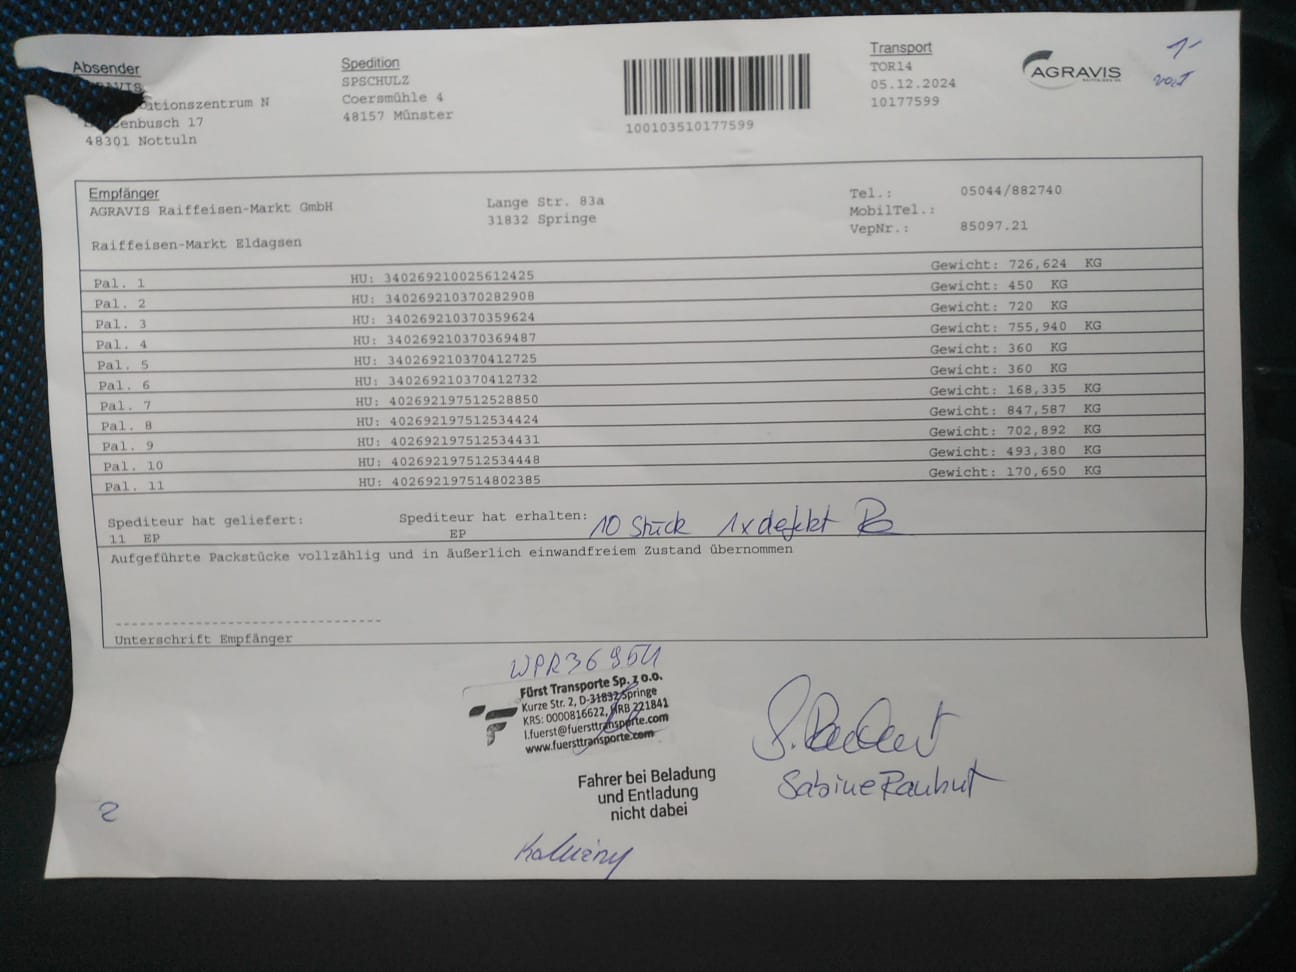 Absender
AGRAVIS
N
17
48301 Nottuln
Spedition
SPSCHULZ
Coersmühle 4
48157 Münster
100103510177599
Transport
TOR14
05.12.2024
10177599
AGRAVIS
Empfänger
AGRAVIS Raiffeisen-Markt GmbH
Raiffeisen-Markt Eldagsen
Lange Str. 83a
31832 Springe
Tel.: 05044/882740
MobilTel.:
VepNr.: 85097.21
Pal. 1 HU: 340269210025612425 Gewicht: 726,624 KG
Pal. 2 HU: 340269210370282908 Gewicht: 450 KG
Pal. 3 HU: 340269210370359624 Gewicht: 720 KG
Pal. 4 HU: 340269210370369487 Gewicht: 755,940 KG
Pal. 5 HU: 340269210370412725 Gewicht: 360 KG
Pal. 6 HU: 340269210370412732 Gewicht: 360 KG
Pal. 7 HU: 402692197512528850 Gewicht: 168,335 KG
Pal. 8 HU: 402692197512534424 Gewicht: 847,587 KG
Pal. 9 HU: 402692197512534431 Gewicht: 702,892 KG
Pal. 10 HU: 402692197512534448 Gewicht: 493,380 KG
Pal. 11 HU: 402692197514802385 Gewicht: 170,650 KG
Spediteur hat geliefert:
11 EP
Spediteur hat erhalten: 10 Stück 1x defekt
EP
Aufgeführte Packstücke vollzählig und in äußerlich einwandfreiem Zustand übernommen
Unterschrift Empfänger
WPR3695U
Fürst Transporte Sp. z o.o.
Kurze Str. 2, D-31832 Springe
KRS: 0000816622, HRB 221841
l.fuerst@fuersttransporte.com
www.fuersttransporte.com
Fahrer bei Beladung
und Entladung
nicht dabei
Sabine Rauhut
2